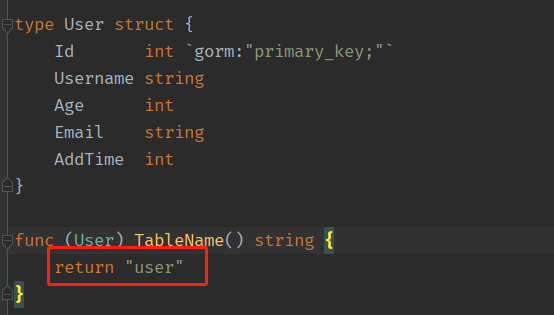 type User struct {
Id int `gorm:"primary_key;"`
Username string
Age int
Email string
AddTime int
}
func (User) TableName() string {
return "user"
}